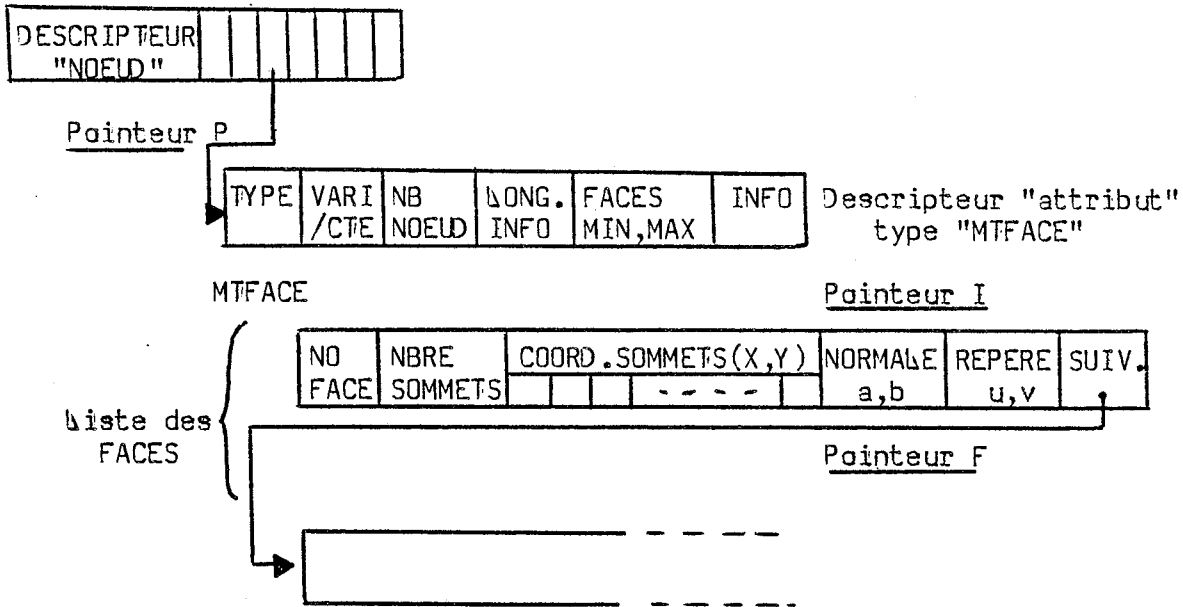 DESCRIPTEUR
"NOEUD"
Pointeur P
TYPE VARI NB LONG. FACES INFO Descripteur "attribut"
/CTE NOEUD INFO MIN,MAX type "MTFACE"
MTFACE Pointeur I
NO NBRE COORD.SOMMETS(X,Y) NORMALE REPERE SUIV.
FACE SOMMETS - - - - a,b u,v
Liste des
FACES
Pointeur F